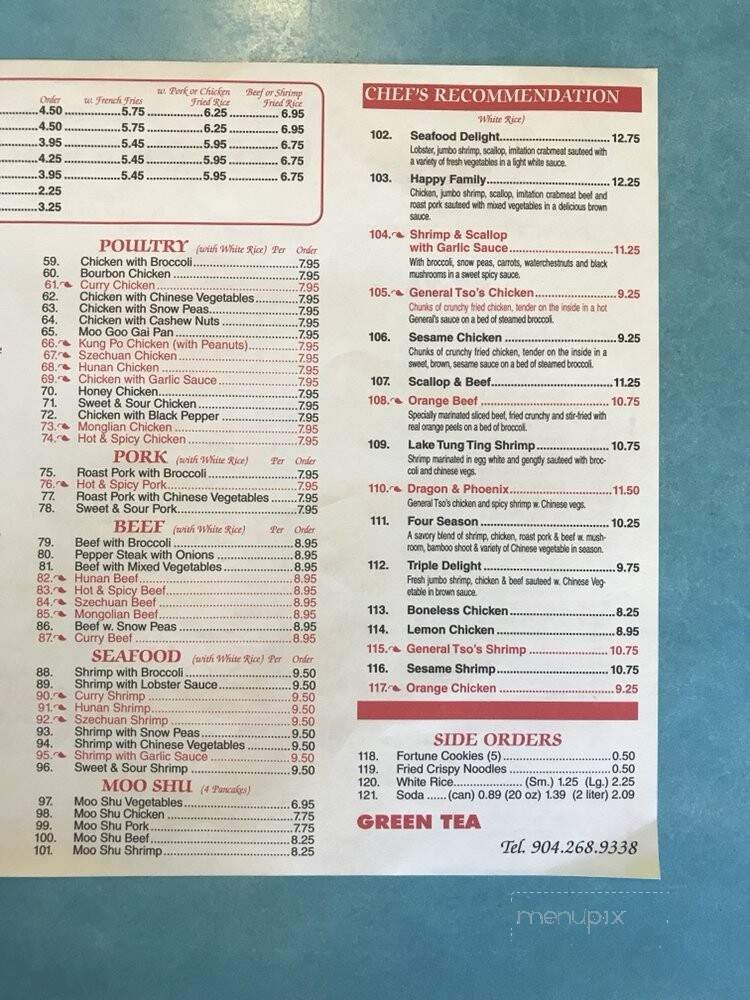 Order w. French Fries w. Pork or Chicken Fried Rice Beef or Shrimp Fried Rice
4.50 5.75 6.25 6.95
4.50 5.75 6.25 6.95
3.95 5.45 5.95 6.75
4.25 5.45 5.95 6.75
3.95 5.45 5.95 6.75
2.25
3.25
POULTRY (with White Rice) Per Order
59. Chicken with Broccoli 7.95
60. Bourbon Chicken 7.95
61. Curry Chicken 7.95
62. Chicken with Chinese Vegetables 7.95
63. Chicken with Snow Peas 7.95
64. Chicken with Cashew Nuts 7.95
65. Moo Goo Gai Pan 7.95
66. Kung Po Chicken (with Peanuts) 7.95
67. Szechuan Chicken 7.95
68. Hunan Chicken 7.95
69. Chicken with Garlic Sauce 7.95
70. Honey Chicken 7.95
71. Sweet & Sour Chicken 7.95
72. Chicken with Black Pepper 7.95
73. Monglian Chicken 7.95
74. Hot & Spicy Chicken 7.95
PORK (with White Rice) Per Order
75. Roast Pork with Broccoli 7.95
76. Hot & Spicy Pork 7.95
77. Roast Pork with Chinese Vegetables 7.95
78. Sweet & Sour Pork 7.95
BEEF (with White Rice) Per Order
79. Beef with Broccoli 8.95
80. Pepper Steak with Onions 8.95
81. Beef with Mixed Vegetables 8.95
82. Hunan Beef 8.95
83. Hot & Spicy Beef 8.95
84. Szechuan Beef 8.95
85. Mongolian Beef 8.95
86. Beef w. Snow Peas 8.95
87. Curry Beef 8.95
SEAFOOD (with White Rice) Per Order
88. Shrimp with Broccoli 9.50
89. Shrimp with Lobster Sauce 9.50
90. Curry Shrimp 9.50
91. Hunan Shrimp 9.50
92. Szechuan Shrimp 9.50
93. Shrimp with Snow Peas 9.50
94. Shrimp with Chinese Vegetables 9.50
95. Shrimp with Garlic Sauce 9.50
96. Sweet & Sour Shrimp 9.50
MOO SHU (4 Pancakes)
97. Moo Shu Vegetables 6.95
98. Moo Shu Chicken 7.75
99. Moo Shu Pork 7.75
100. Moo Shu Beef 8.25
101. Moo Shu Shrimp 8.25
CHEF'S RECOMMENDATION
White Rice)
102. Seafood Delight 12.75
Lobster, jumbo shrimp, scallop, imitation crabmeat sauteed with
a variety of fresh vegetables in a light white sauce.
103. Happy Family 12.25
Chicken, jumbo shrimp, scallop, imitation crabmeat beef and
roast pork sauteed with mixed vegetables in a delicious brown
sauce.
104. Shrimp & Scallop
with Garlic Sauce 11.25
With broccoli, snow peas, carrots, waterchestnuts and black
mushrooms in a sweet spicy sauce.
105. General Tso's Chicken 9.25
Chunks of crunchy fried chicken, tender on the inside in a hot
General's sauce on a bed of steamed broccoli.
106. Sesame Chicken 9.25
Chunks of crunchy fried chicken, tender on the inside in a
sweet, brown, sesame sauce on a bed of steamed broccoli.
107. Scallop & Beef 11.25
108. Orange Beef 10.75
Specially marinated sliced beef, fried crunchy and stir-fried with
real orange peels on a bed of broccoli.
109. Lake Tung Ting Shrimp 10.75
Shrimp marinated in egg white and gengtly sauteed with broc-
coli and chinese vegs.
110. Dragon & Phoenix 11.50
General Tso's chicken and spicy shrimp w. Chinese vegs.
111. Four Season 10.25
A savory blend of shrimp, chicken, roast pork & beef w. mush-
room, bamboo shoot & variety of Chinese vegetable in season.
112. Triple Delight 9.75
Fresh jumbo shrimp, chicken & beef sauteed w. Chinese Veg-
etable in brown sauce.
113. Boneless Chicken 8.25
114. Lemon Chicken 8.95
115. General Tso's Shrimp 10.75
116. Sesame Shrimp 10.75
117. Orange Chicken 9.25
SIDE ORDERS
118. Fortune Cookies (5) 0.50
119. Fried Crispy Noodles 0.50
120. White Rice (Sm.) 1.25 (Lg.) 2.25
121. Soda (can) 0.89 (20 oz) 1.39 (2 liter) 2.09
GREEN TEA
Tel. 904.268.9338
menupix